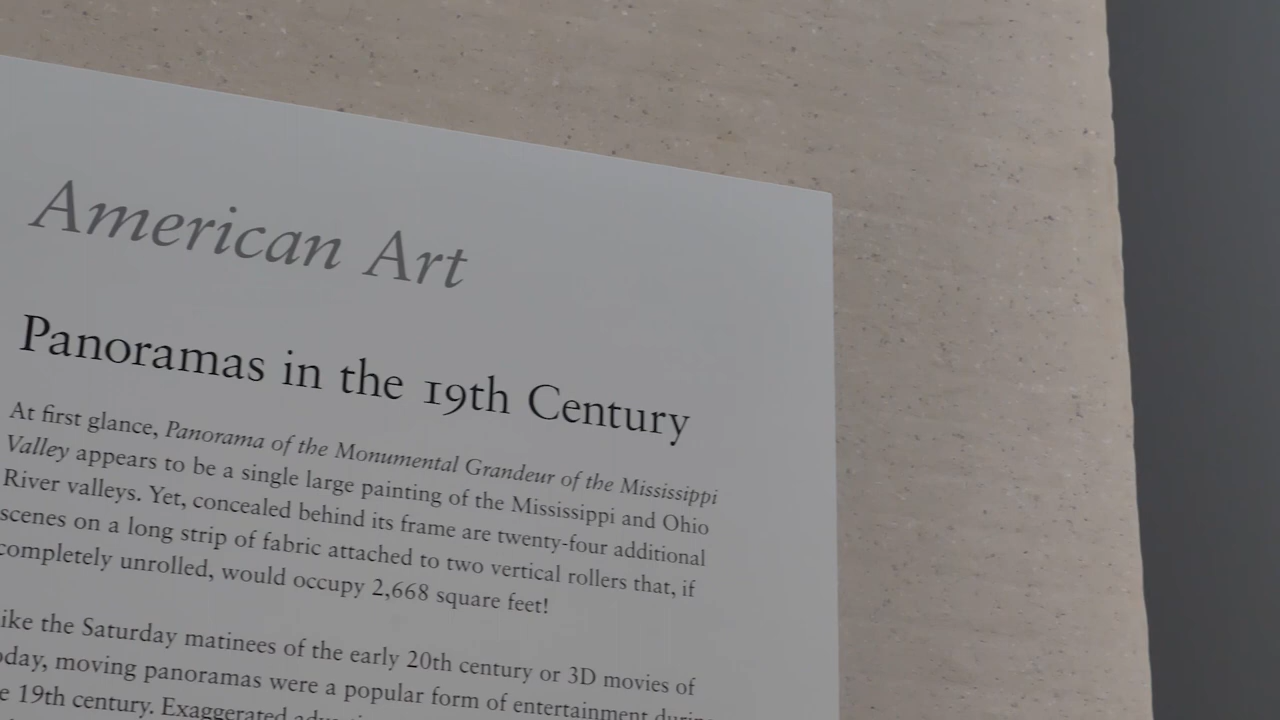 American Art
Panoramas in the 19th Century
At first glance, Panorama of the Monumental Grandeur of the Mississippi
Valley appears to be a single large painting of the Mississippi and Ohio
River valleys. Yet, concealed behind its frame are twenty-four additional
scenes on a long strip of fabric attached to two vertical rollers that, if
completely unrolled, would occupy 2,668 square feet!
ike the Saturday matinees of the early 20th century or 3D movies of
oday, moving panoramas were a popular form of entertainment
e 19th century. Exaggerated